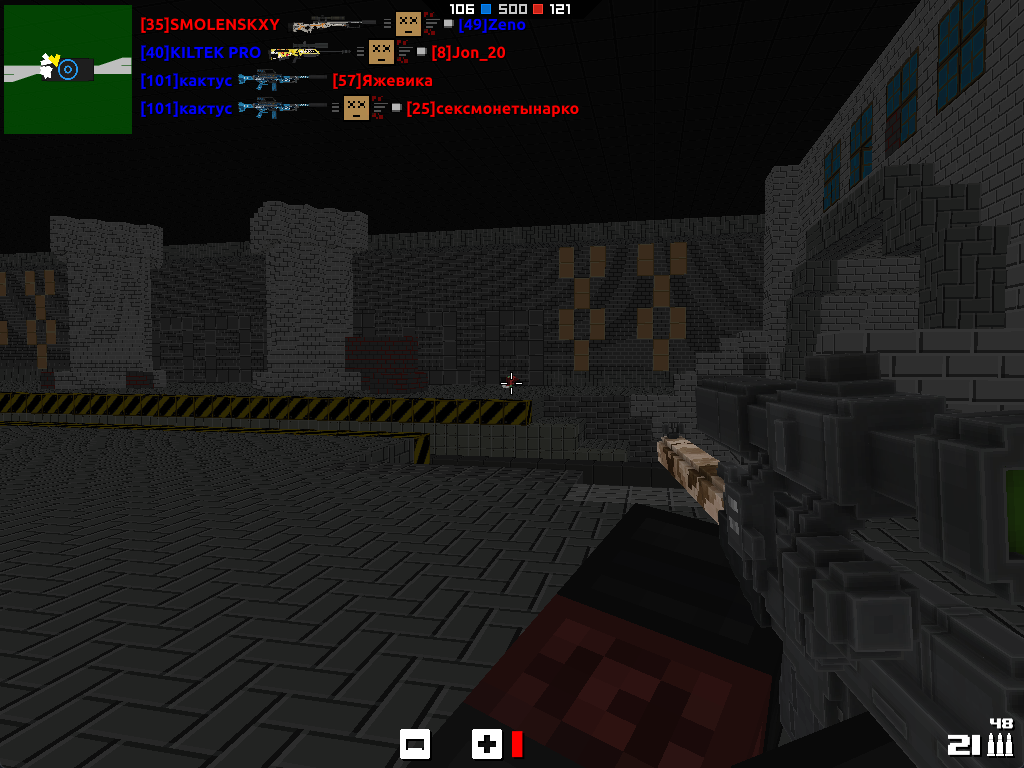 106 500 121
[35]SMOLENSKXY [49]Zeno
[40]KILTEK PRO [8]Jon_20
[101]кактус [57]Яжевика
[101]кактус [25]сексмонетынарко
48
21